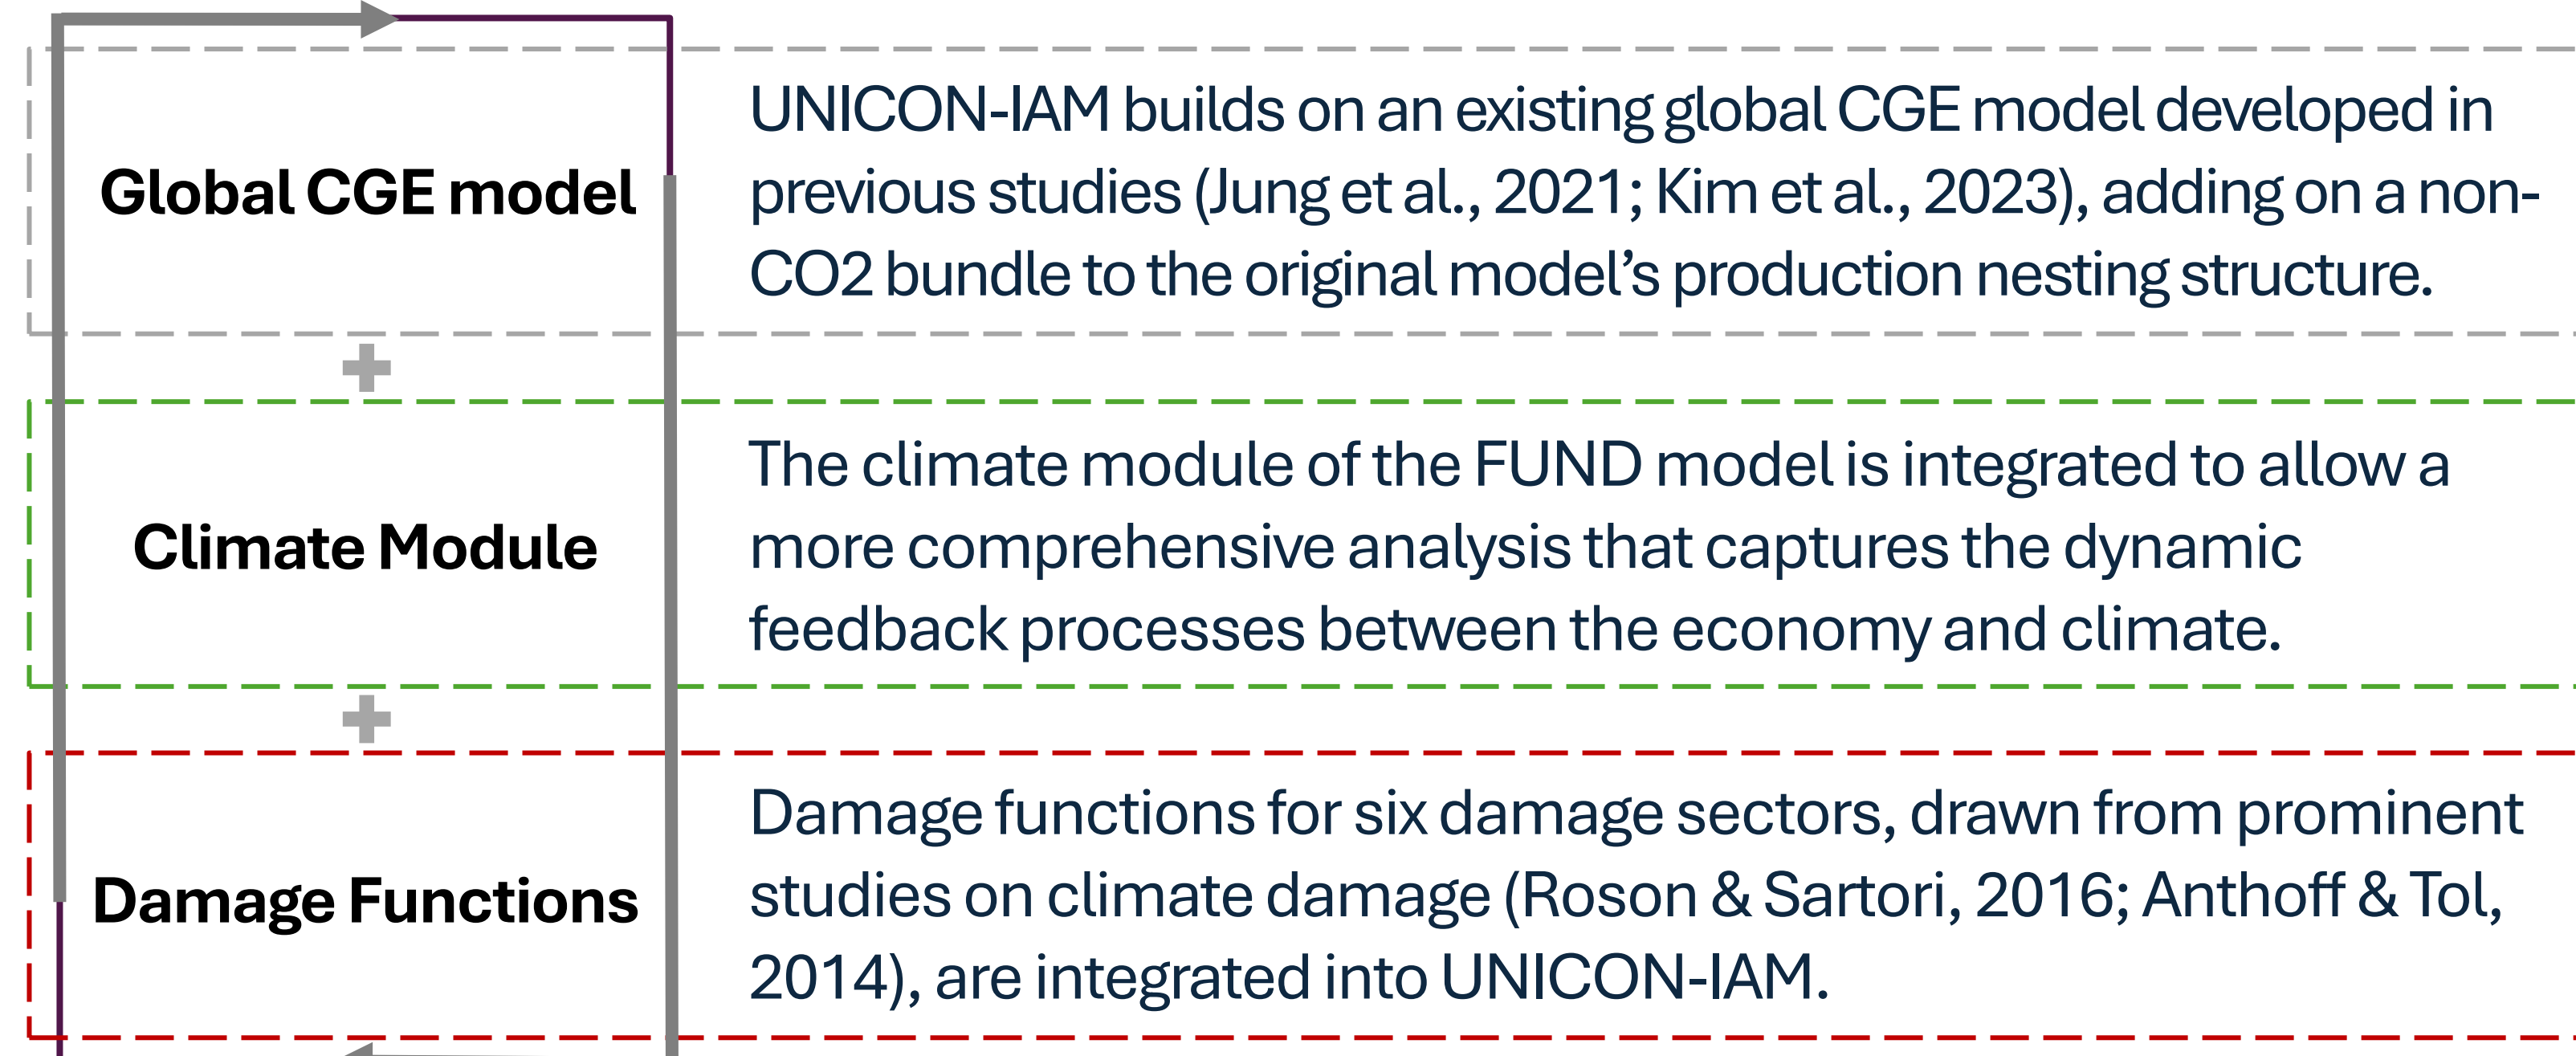 Global CGE model
UNICON-IAM builds on an existing global CGE model developed in
previous studies (Jung et al., 2021; Kim et al., 2023), adding on a non-
CO2 bundle to the original model’s production nesting structure.
Climate Module
The climate module of the FUND model is integrated to allow a
more comprehensive analysis that captures the dynamic
feedback processes between the economy and climate.
Damage Functions
Damage functions for six damage sectors, drawn from prominent
studies on climate damage (Roson & Sartori, 2016; Anthoff & Tol,
2014), are integrated into UNICON-IAM.